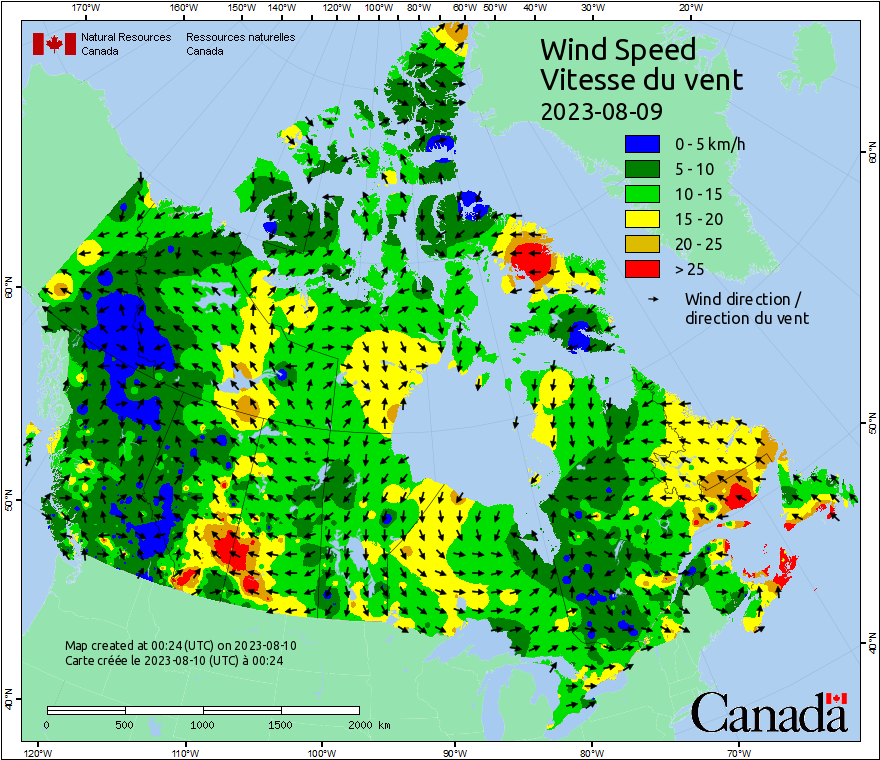 170°W 160°W 150°W 140°W 120°W 100°W 80°W 60°W 50°W 40°W 30°W 20°W
Natural Resources Ressources naturelles
Canada Canada
Wind Speed
Vitesse du vent
2023-08-09
0 - 5 km/h
5 - 10
10 - 15
15 - 20
20 - 25
> 25
Wind direction /
direction du vent
60°N
60°N
50°N
50°N
40°N
40°N
Map created at 00:24 (UTC) on 2023-08-10
Carte créée le 2023-08-10 (UTC) à 00:24
0 500 1000 1500 2000 km
Canada
120°W 110°W 100°W 90°W 80°W 70°W